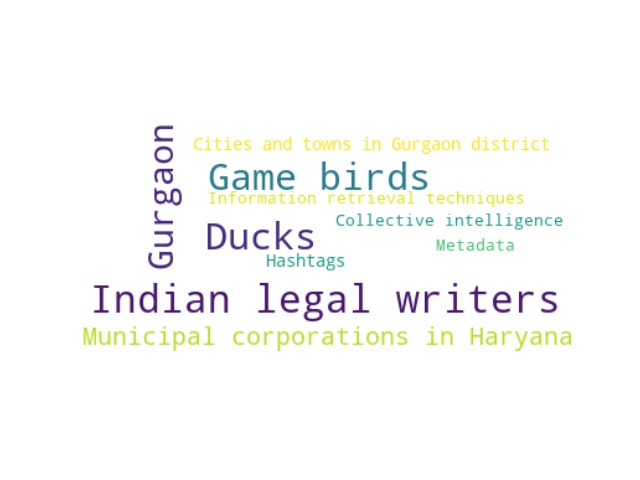 Gurgaon
Cities and towns in Gurgaon district
Game birds
Information retrieval techniques
Collective intelligence
Ducks
Metadata
Hashtags
Indian legal writers
Municipal corporations in Haryana